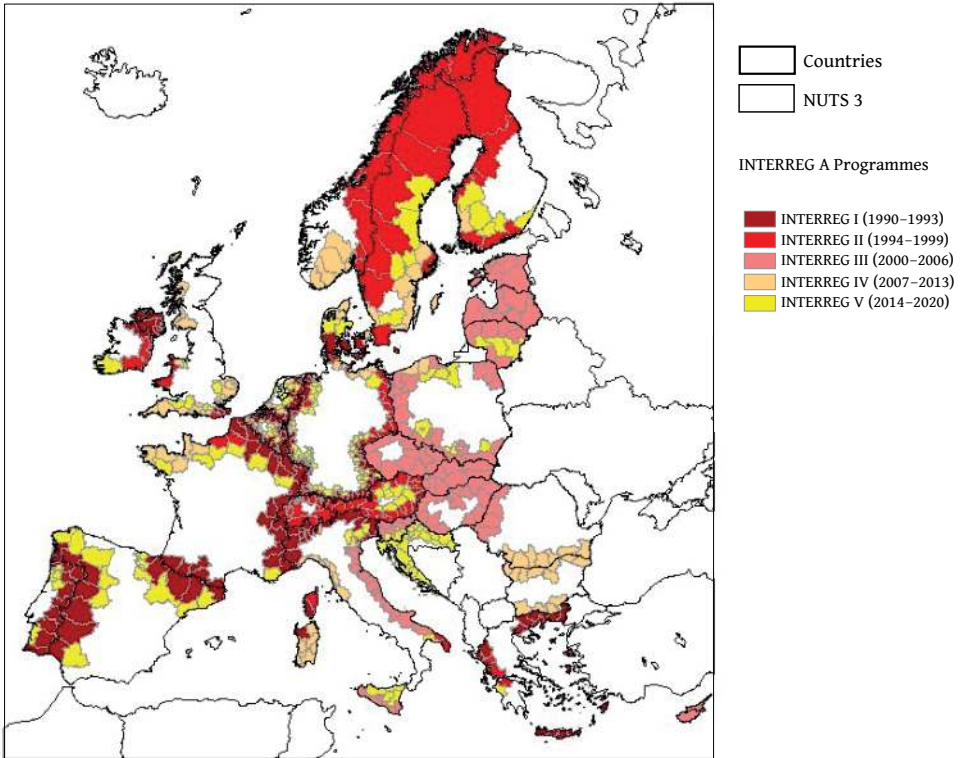 Countries
NUTS 3
INTERREG A Programmes
INTERREG I (1990–1993)
INTERREG II (1994–1999)
INTERREG III (2000–2006)
INTERREG IV (2007–2013)
INTERREG V (2014–2020)